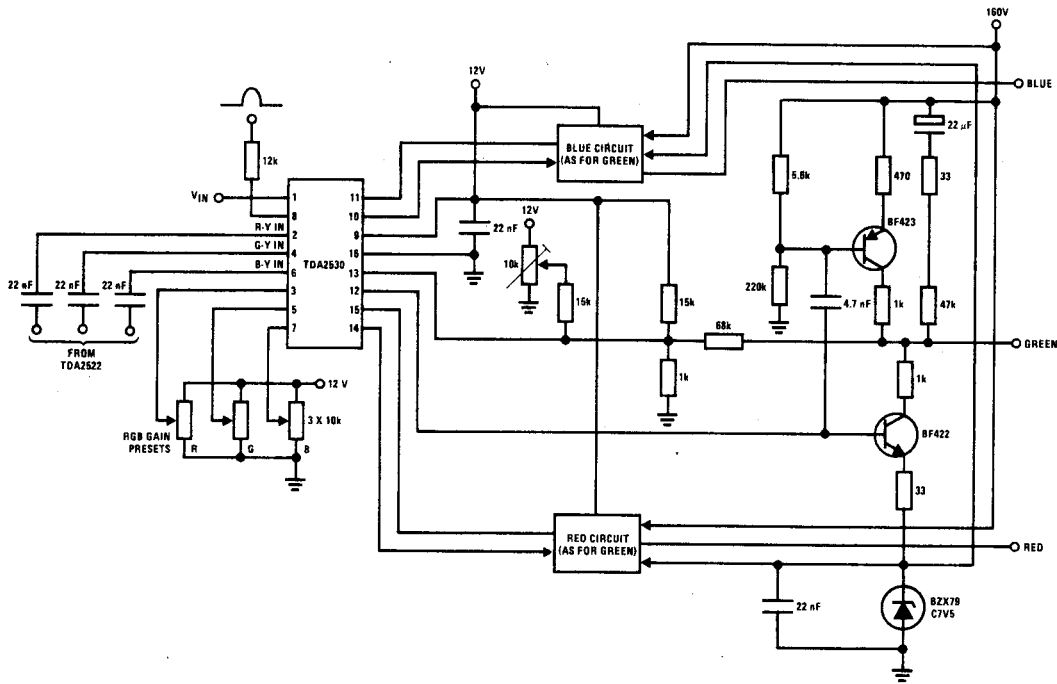 160V
12V
BLUE
BLUE CIRCUIT
(AS FOR GREEN)
22 µF
12k
5.6k
470
33
VIN
1
11
8
10
R-Y IN
2
9
G-Y IN
4
16
B-Y IN
6
13
3
12
5
15
7
14
TDA2530
22 nF
12V
10k
15k
15k
BF423
220k
4.7 nF
1k
47k
22 nF
22 nF
22 nF
FROM
TDA2522
68k
GREEN
1k
1k
12 V
3 X 10k
RGB GAIN
PRESETS
R
G
B
BF422
33
RED CIRCUIT
(AS FOR GREEN)
RED
22 nF
BZX79
C7V5